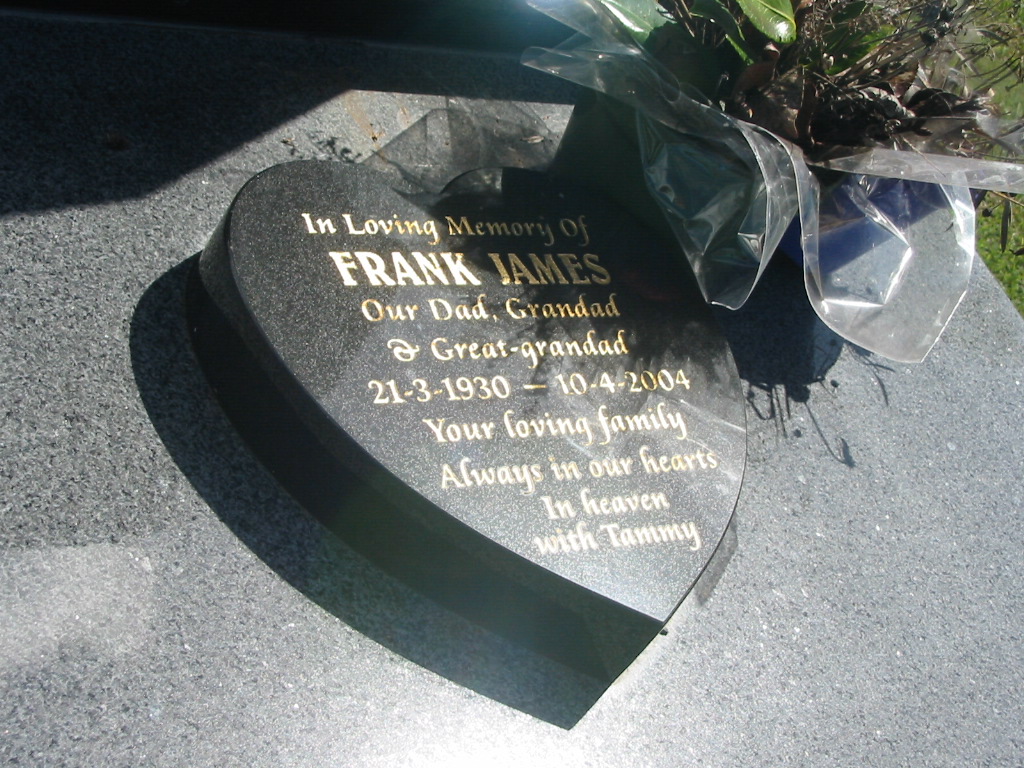 In Loving Memory Of
FRANK JAMES
Our Dad, Grandad
& Great-grandad
21-3-1930 – 10-4-2004
Your loving family
Always in our hearts
In heaven
with Tammy